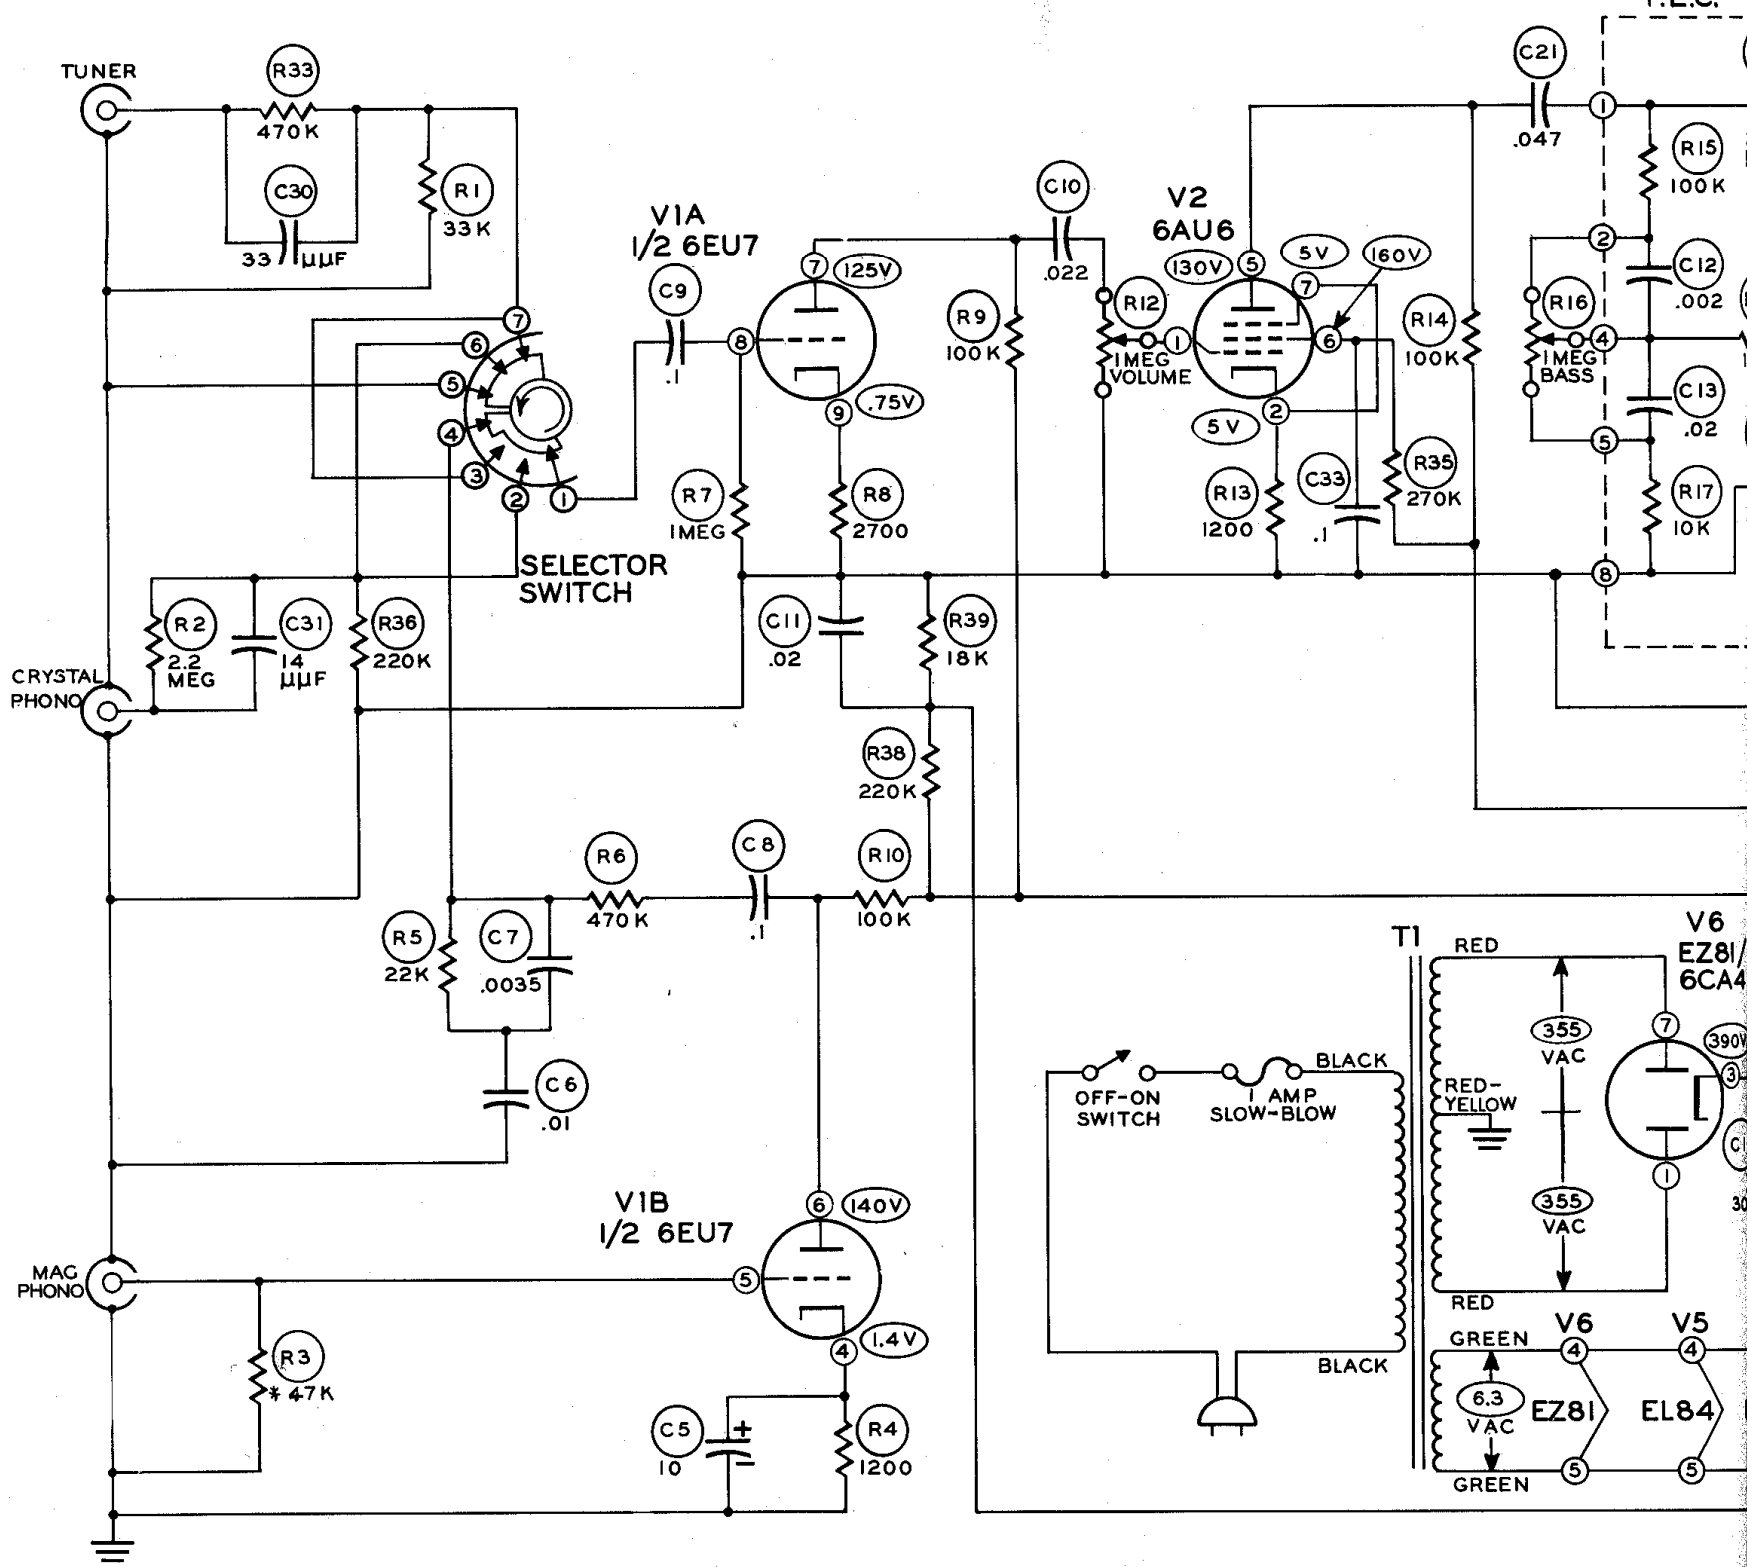 P.E.C.
TUNER
R33
470K
C30
33 µµF
R1
33K
V1A
1/2 6EU7
C9
.1
7
125V
8
9
.75V
R7
1MEG
R8
2700
7
6
5
4
3
2
1
SELECTOR
SWITCH
R2
2.2
MEG
C31
14
µµF
R36
220K
CRYSTAL
PHONO
C11
.02
R39
18K
R38
220K
R9
100K
C10
.022
R12
1MEG
VOLUME
V2
6AU6
130V
5
5V
7
160V
1
6
2
5V
R13
1200
C33
.1
R35
270K
R14
100K
C21
.047
1
R15
100K
2
C12
.002
R16
1MEG
BASS
4
C13
.02
5
R17
10K
8
R6
470K
C8
.1
R10
100K
R5
22K
C7
.0035
C6
.01
V1B
1/2 6EU7
6
140V
5
1.4V
4
MAG
PHONO
R3
* 47K
C5
10
+
–
R4
1200
T1
OFF-ON
SWITCH
1 AMP
SLOW-BLOW
BLACK
BLACK
RED
RED-
YELLOW
RED
355
VAC
355
VAC
V6
EZ81/
6CA4
7
390V
3
1
30
GREEN
GREEN
6.3
VAC
V6
4
EZ81
5
V5
4
EL84
5